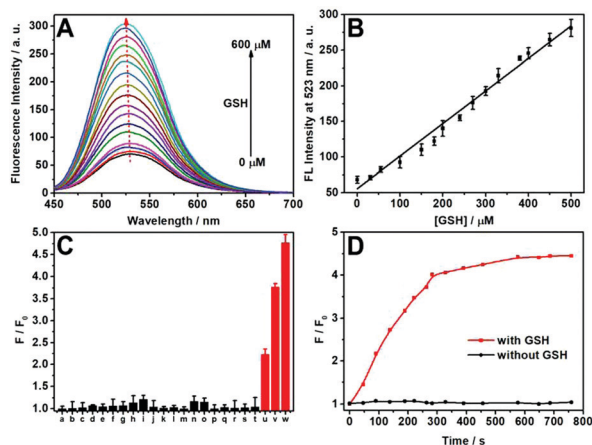 A
Fluorescence Intensity / a. u.
300
250
200
150
100
50
0
600 μM
GSH
0 μM
450 500 550 600 650 700
Wavelength / nm
B
FL Intensity at 523 nm / a. u.
300
250
200
150
100
50
0 100 200 300 400 500
[GSH] / μM
C
F / F0
5.0
4.5
4.0
3.5
3.0
2.5
2.0
1.5
1.0
a b c d e f g h i j k l m n o p q r s t u v w
D
F / F0
5
4
3
2
1
with GSH
without GSH
0 100 200 300 400 500 600 700 800
Time / s